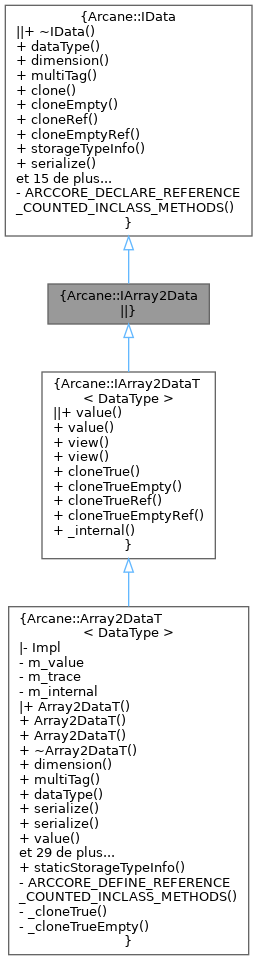 {Arcane::IData
||+ ~IData()
+ dataType()
+ dimension()
+ multiTag()
+ clone()
+ cloneEmpty()
+ cloneRef()
+ cloneEmptyRef()
+ storageTypeInfo()
+ serialize()
et 15 de plus...
- ARCCORE_DECLARE_REFERENCE
_COUNTED_INCLASS_METHODS()
}
{Arcane::IArray2Data
||}
{Arcane::IArray2DataT
< DataType >
||+ value()
+ value()
+ view()
+ view()
+ cloneTrue()
+ cloneTrueEmpty()
+ cloneTrueRef()
+ cloneTrueEmptyRef()
+ _internal()
}
{Arcane::Array2DataT
< DataType >
|- Impl
- m_value
- m_trace
- m_internal
|+ Array2DataT()
+ Array2DataT()
+ Array2DataT()
+ ~Array2DataT()
+ dimension()
+ multiTag()
+ dataType()
+ serialize()
+ serialize()
+ value()
et 29 de plus...
+ staticStorageTypeInfo()
- ARCCORE_DEFINE_REFERENCE
_COUNTED_INCLASS_METHODS()
- _cloneTrue()
- _cloneTrueEmpty()
}